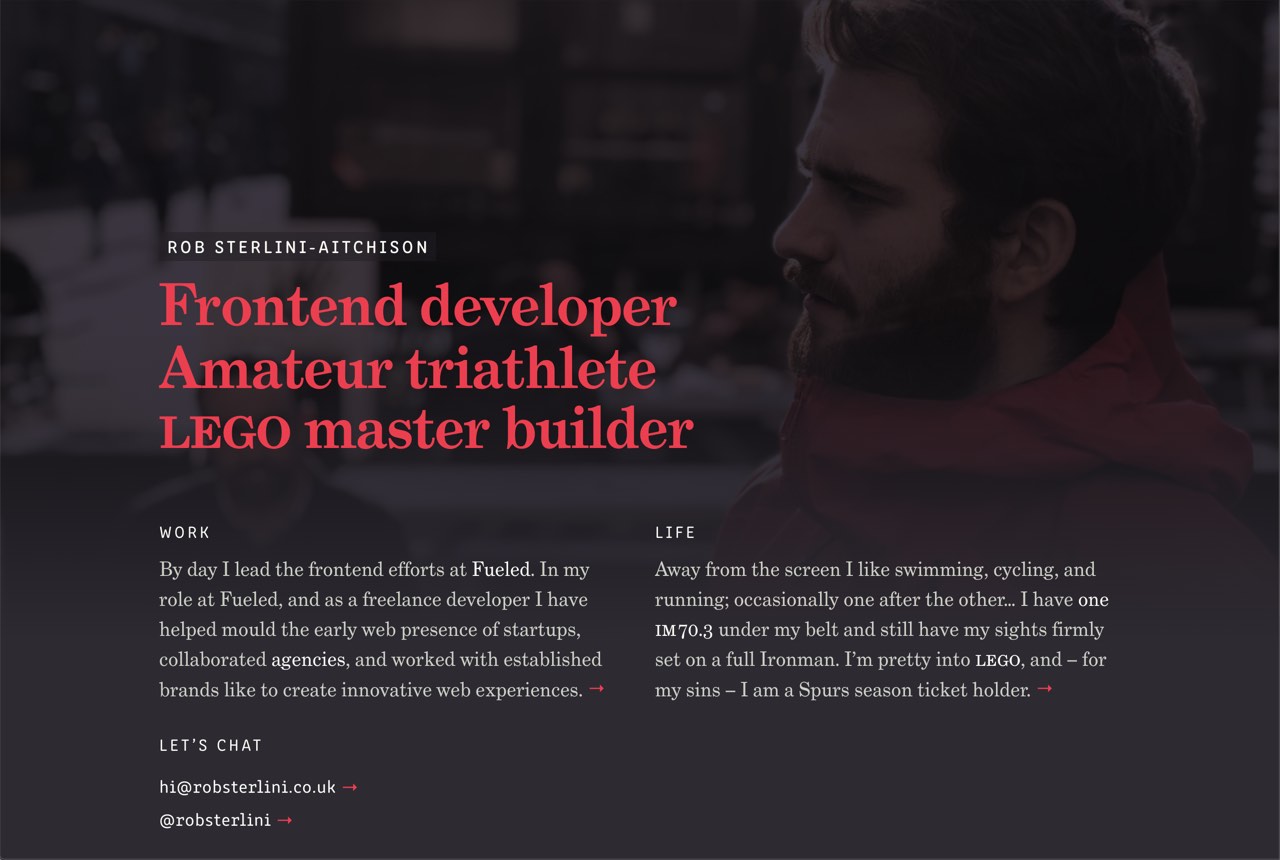 ROB STERLINI-AITCHISON
Frontend developer
Amateur triathlete
LEGO master builder
WORK
By day I lead the frontend efforts at Fueled. In my
role at Fueled, and as a freelance developer I have
helped mould the early web presence of startups,
collaborated agencies, and worked with established
brands like to create innovative web experiences. →
LIFE
Away from the screen I like swimming, cycling, and
running; occasionally one after the other... I have one
IM70.3 under my belt and still have my sights firmly
set on a full Ironman. I’m pretty into LEGO, and – for
my sins – I am a Spurs season ticket holder. →
LET’S CHAT
hi@robsterlini.co.uk →
@robsterlini →